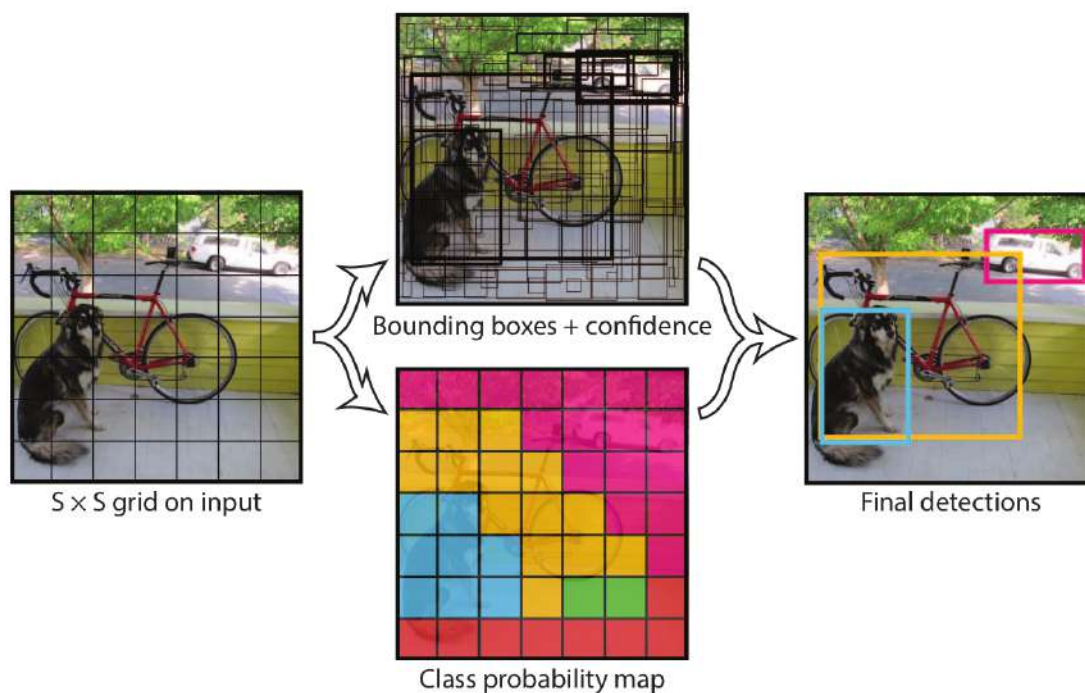 S × S grid on input
Bounding boxes + confidence
Class probability map
Final detections